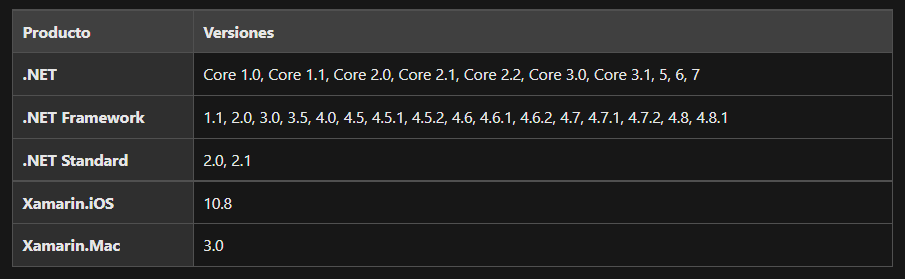 Producto Versiones
.NET Core 1.0, Core 1.1, Core 2.0, Core 2.1, Core 2.2, Core 3.0, Core 3.1, 5, 6, 7
.NET Framework 1.1, 2.0, 3.0, 3.5, 4.0, 4.5, 4.5.1, 4.5.2, 4.6, 4.6.1, 4.6.2, 4.7, 4.7.1, 4.7.2, 4.8, 4.8.1
.NET Standard 2.0, 2.1
Xamarin.iOS 10.8
Xamarin.Mac 3.0